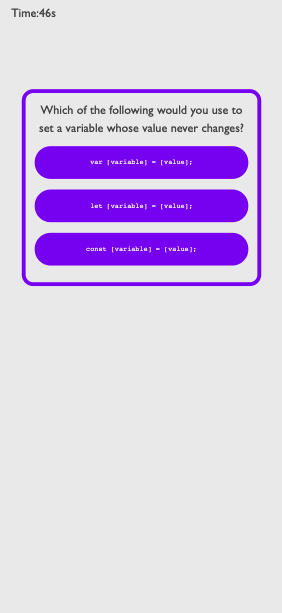 Time:46s
Which of the following would you use to
set a variable whose value never changes?
var [variable] = [value];
let [variable] = [value];
const [variable] = [value];